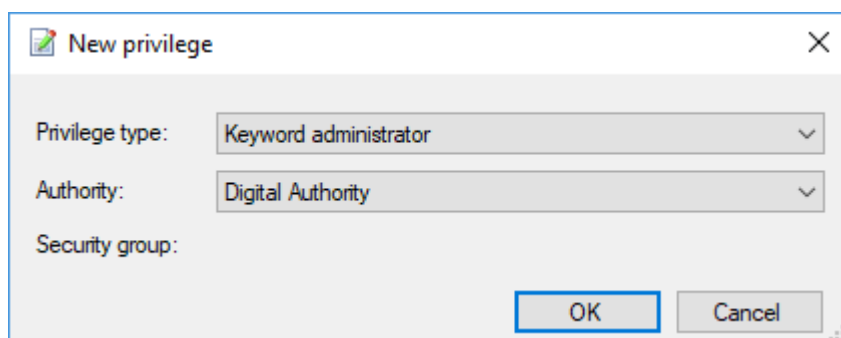 New privilege
Privilege type: Keyword administrator
Authority: Digital Authority
Security group:
OK Cancel